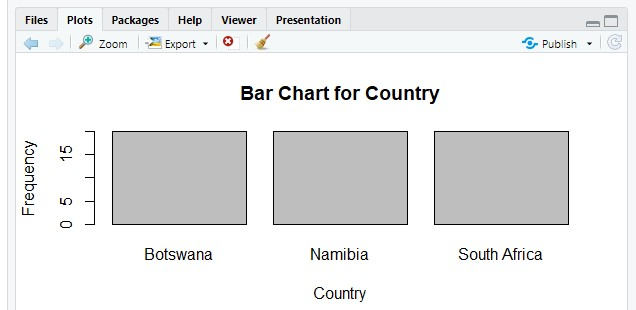 Files Plots Packages Help Viewer Presentation
Zoom Export Publish
Bar Chart for Country
Frequency
15
5
0
Botswana Namibia South Africa
Country